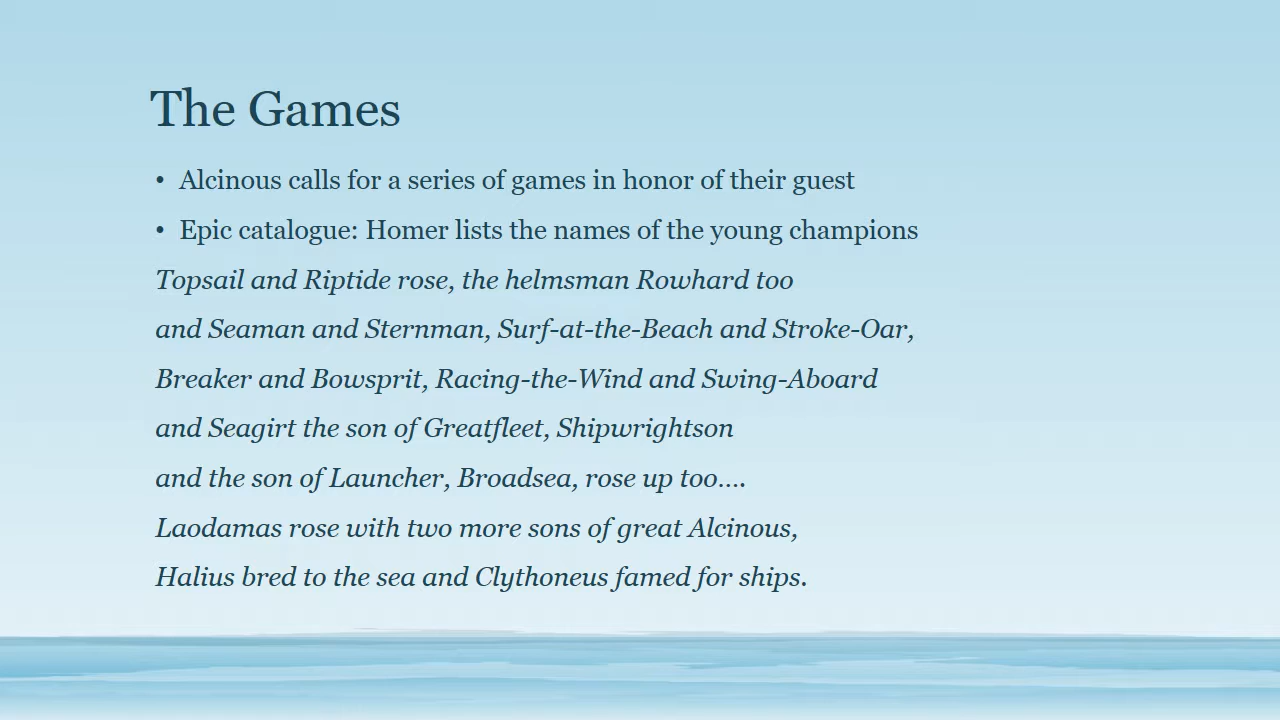 The Games
• Alcinous calls for a series of games in honor of their guest
• Epic catalogue: Homer lists the names of the young champions
Topsail and Riptide rose, the helmsman Rowhard too
and Seaman and Sternman, Surf-at-the-Beach and Stroke-Oar,
Breaker and Bowsprit, Racing-the-Wind and Swing-Aboard
and Seagirt the son of Greatfleet, Shipwrightson
and the son of Launcher, Broadsea, rose up too….
Laodamas rose with two more sons of great Alcinous,
Halius bred to the sea and Clythoneus famed for ships.